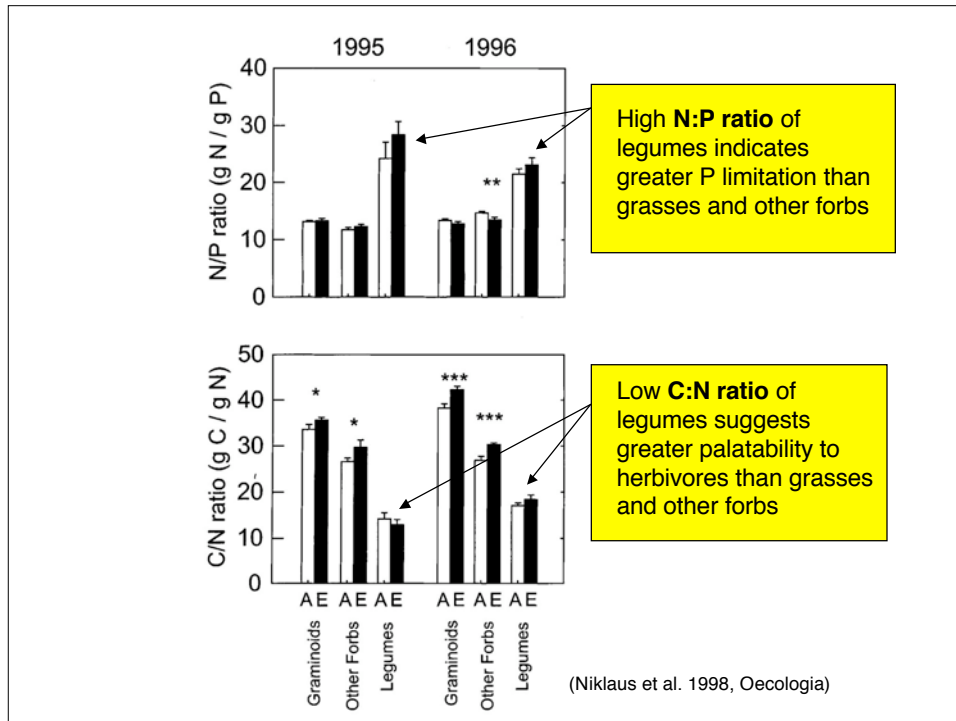 1995 1996
N/P ratio (g N / g P)
40
30
20
10
0
**
High N:P ratio of
legumes indicates
greater P limitation than
grasses and other forbs
C/N ratio (g C / g N)
50
40
30
20
10
0
* * *** ***
Low C:N ratio of
legumes suggests
greater palatability to
herbivores than grasses
and other forbs
A E A E A E A E A E A E
Graminoids
Other Forbs
Legumes
Graminoids
Other Forbs
Legumes
(Niklaus et al. 1998, Oecologia)